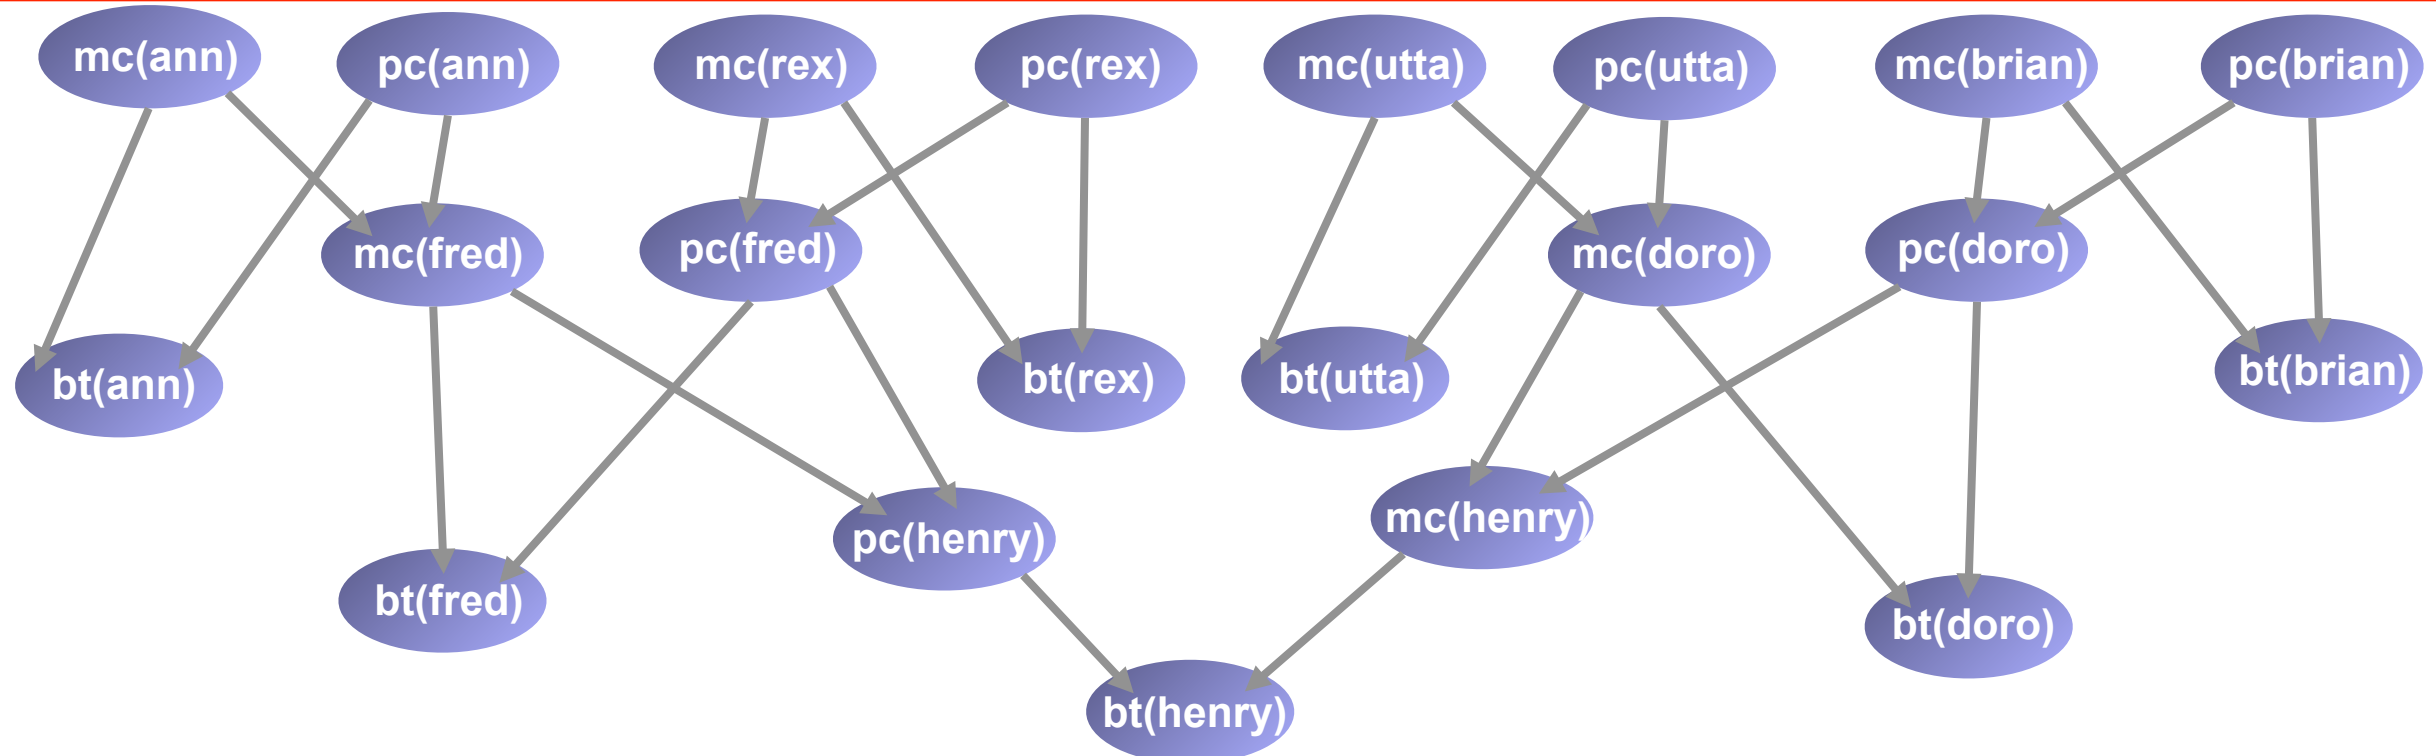 mc(ann)
pc(ann)
mc(rex)
pc(rex)
mc(utta)
pc(utta)
mc(brian)
pc(brian)
mc(fred)
pc(fred)
mc(doro)
pc(doro)
bt(ann)
bt(rex)
bt(utta)
bt(brian)
pc(henry)
mc(henry)
bt(fred)
bt(doro)
bt(henry)